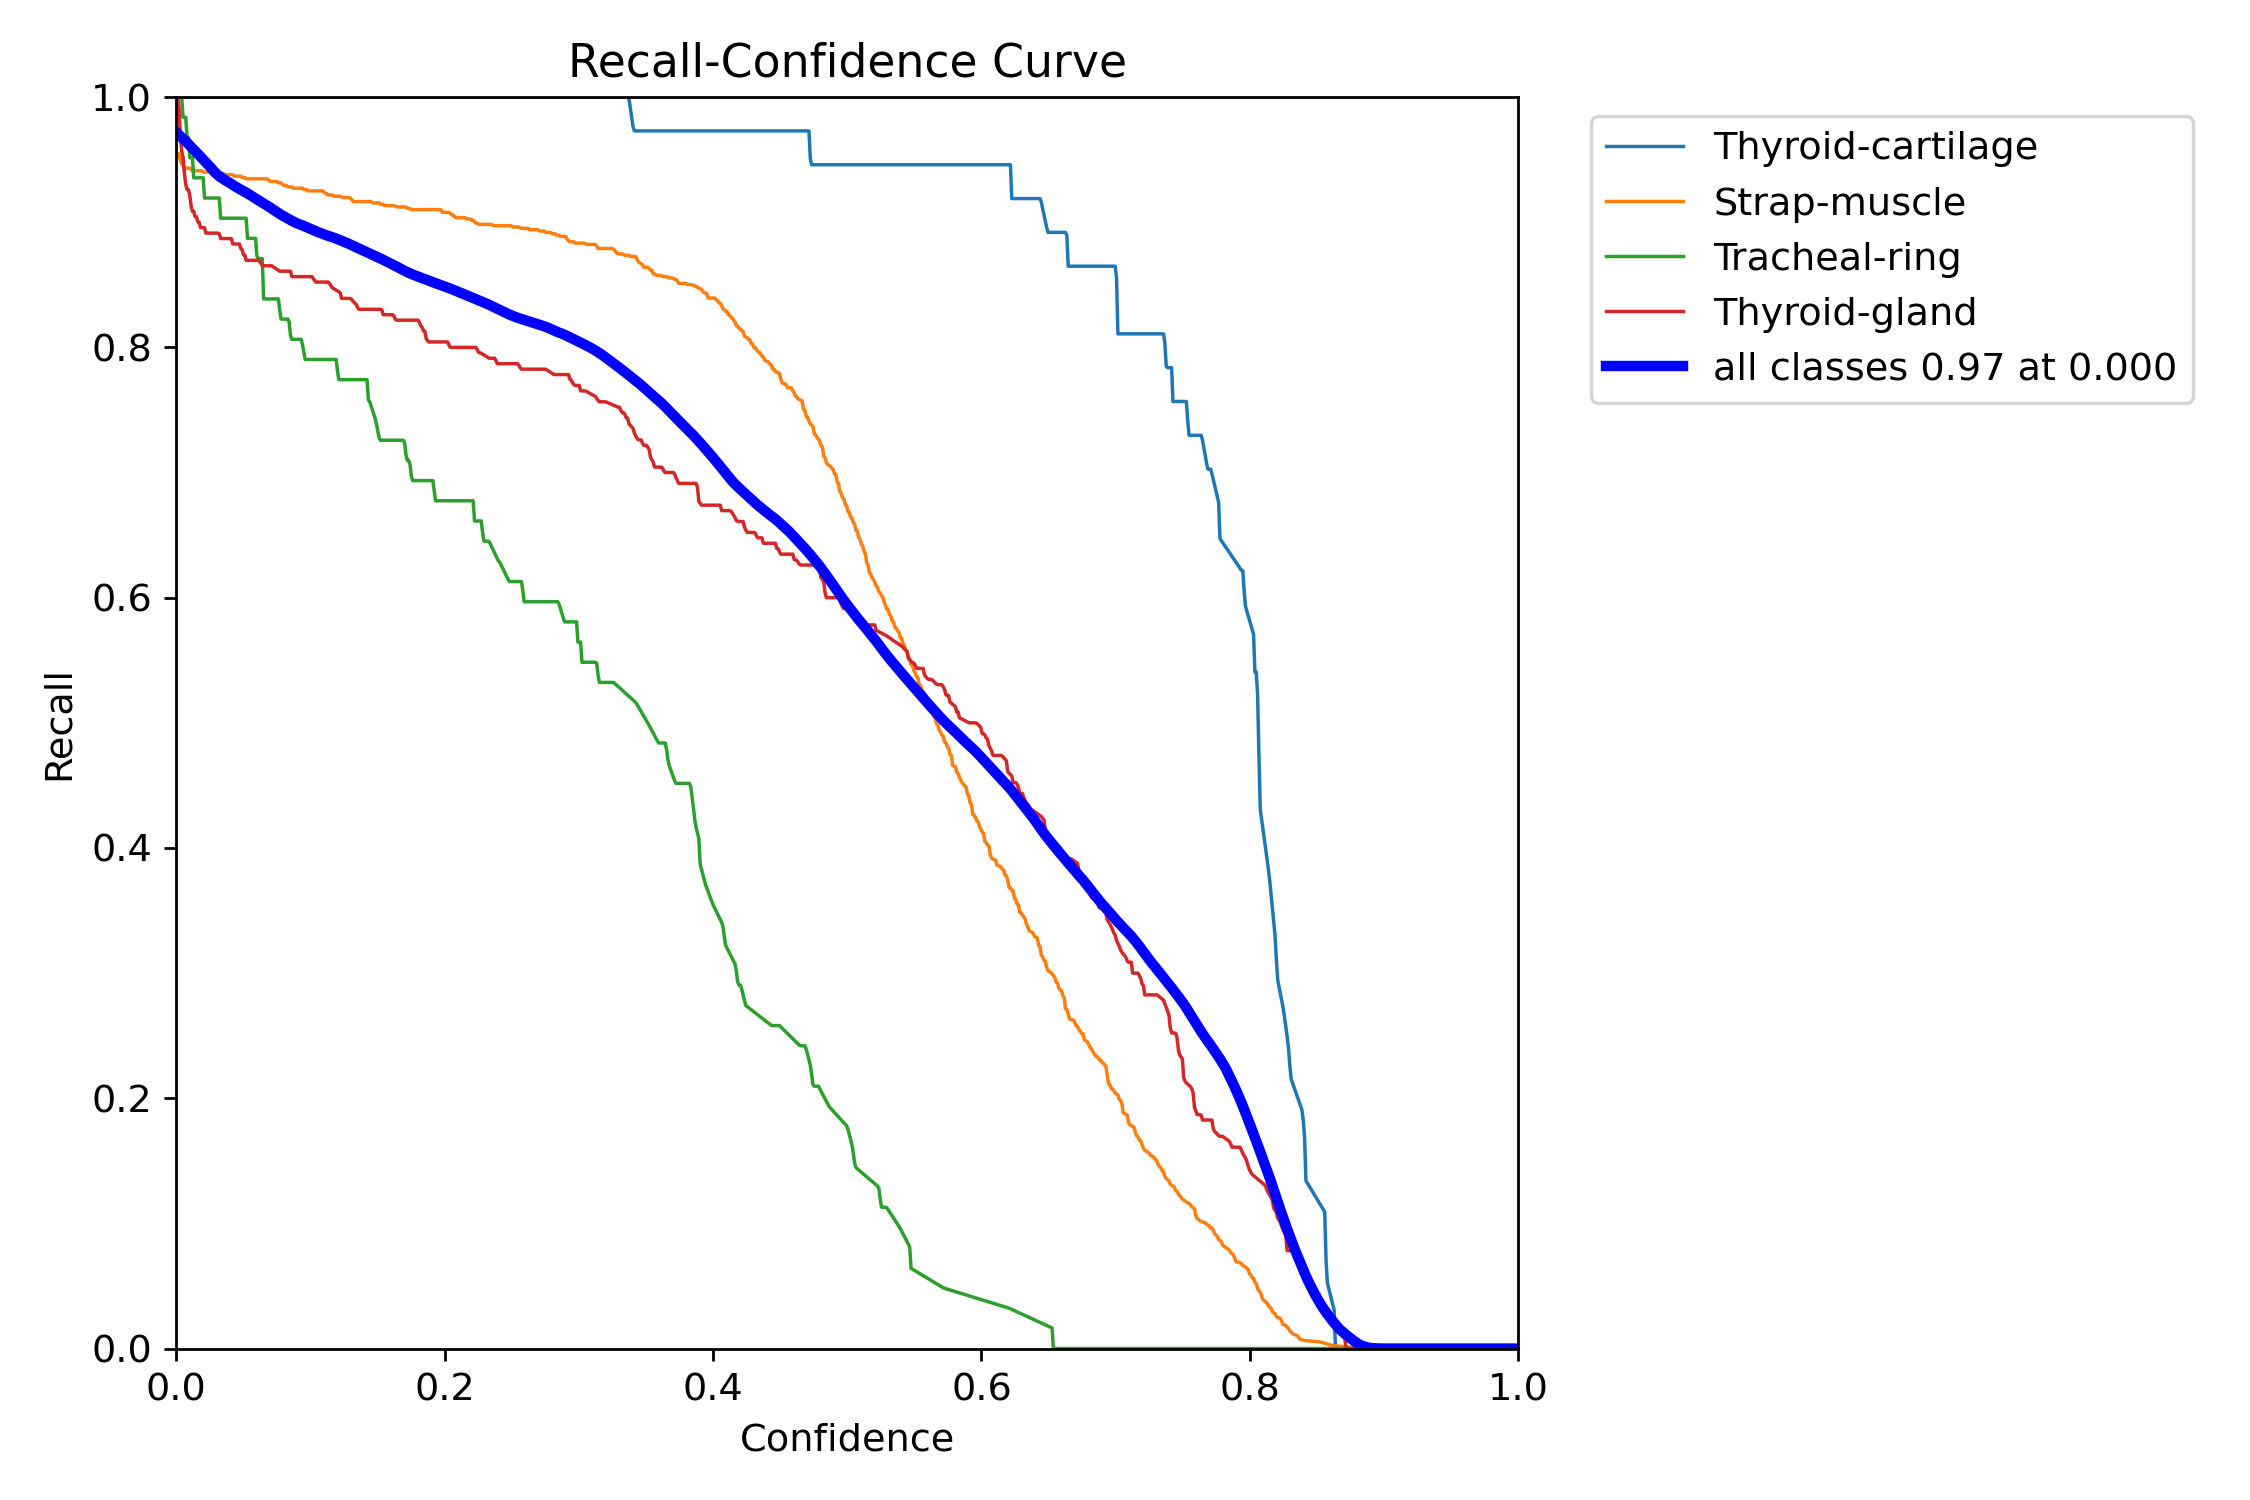 Recall-Confidence Curve
Thyroid-cartilage
Strap-muscle
Tracheal-ring
Thyroid-gland
all classes 0.97 at 0.000
1.0
0.8
0.6
0.4
0.2
0.0
Recall
0.0 0.2 0.4 0.6 0.8 1.0
Confidence